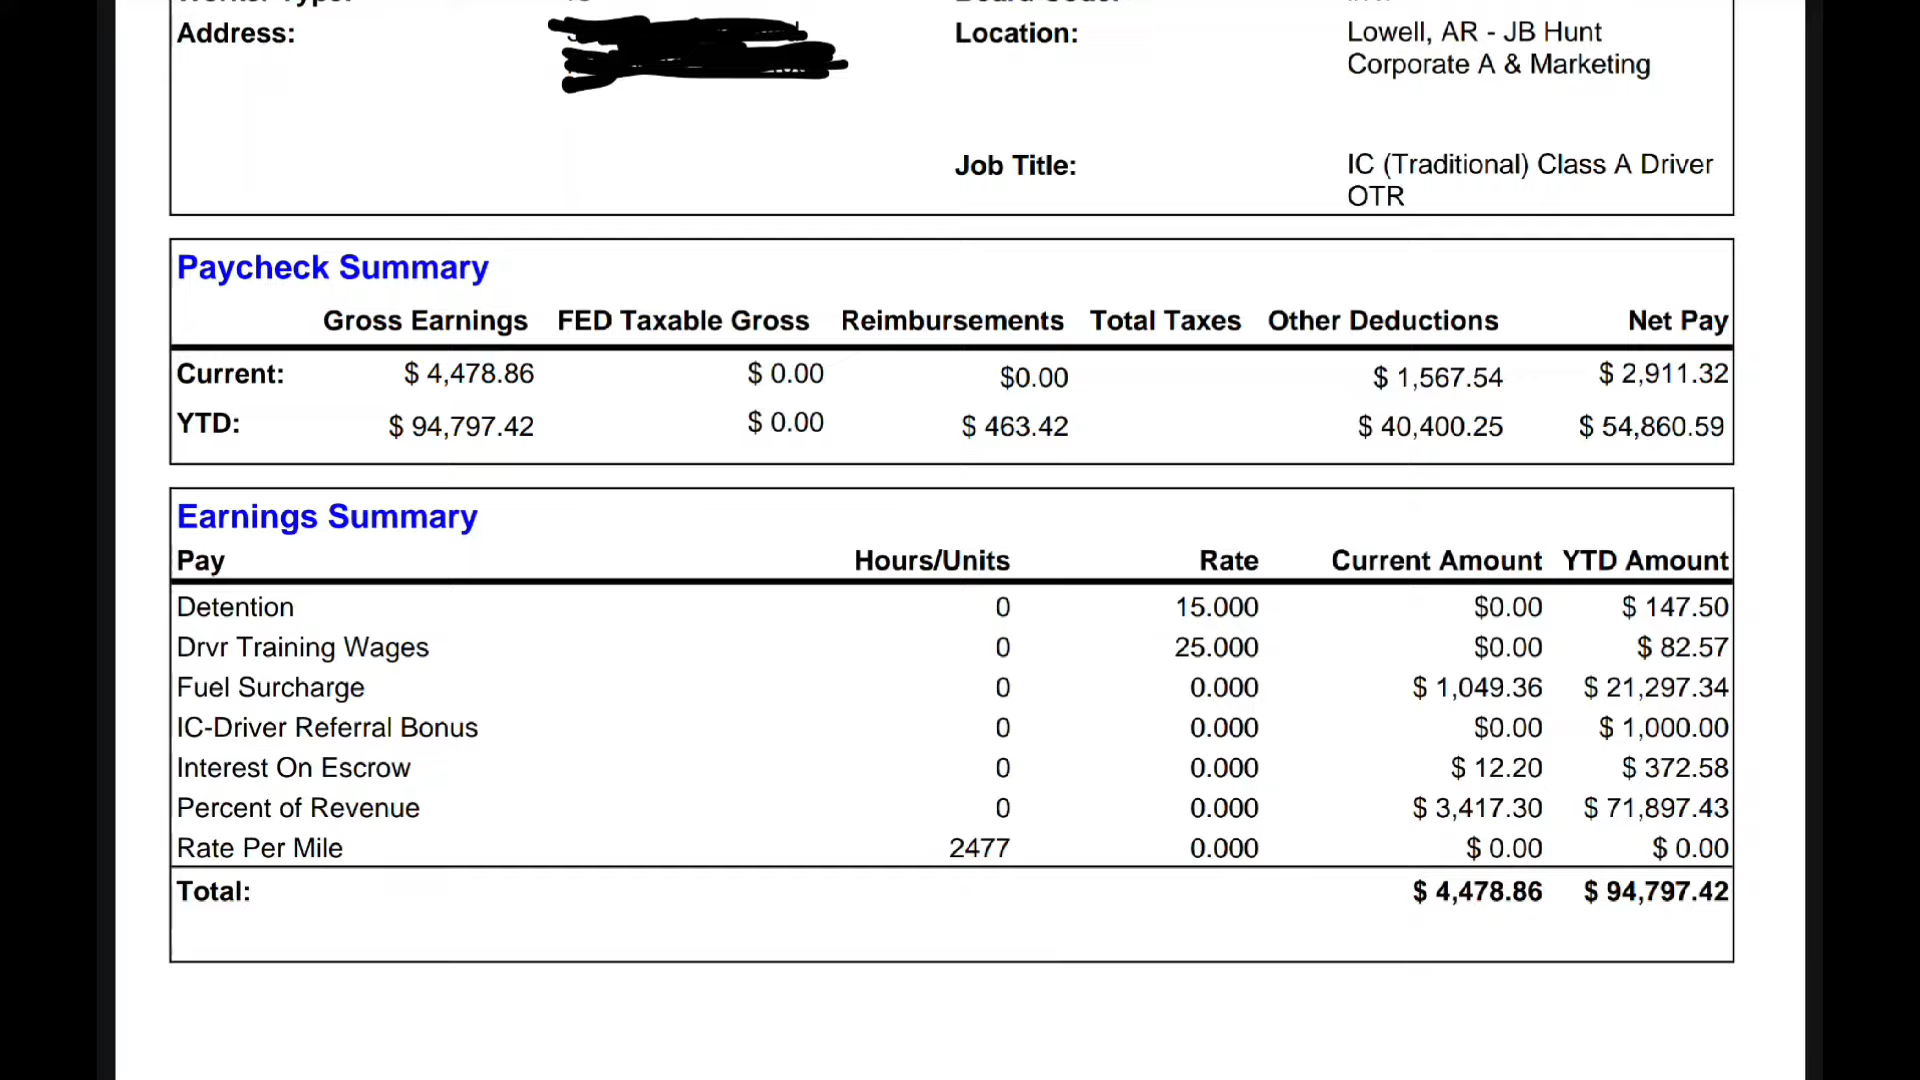 Address: Location: Lowell, AR - JB Hunt
Corporate A & Marketing
Job Title: IC (Traditional) Class A Driver
OTR
Paycheck Summary
Gross Earnings FED Taxable Gross Reimbursements Total Taxes Other Deductions Net Pay
Current: $ 4,478.86 $ 0.00 $0.00 $ 1,567.54 $ 2,911.32
YTD: $ 94,797.42 $ 0.00 $ 463.42 $ 40,400.25 $ 54,860.59
Earnings Summary
Pay Hours/Units Rate Current Amount YTD Amount
Detention 0 15.000 $0.00 $ 147.50
Drvr Training Wages 0 25.000 $0.00 $ 82.57
Fuel Surcharge 0 0.000 $ 1,049.36 $ 21,297.34
IC-Driver Referral Bonus 0 0.000 $0.00 $ 1,000.00
Interest On Escrow 0 0.000 $ 12.20 $ 372.58
Percent of Revenue 0 0.000 $ 3,417.30 $ 71,897.43
Rate Per Mile 2477 0.000 $ 0.00 $ 0.00
Total: $ 4,478.86 $ 94,797.42